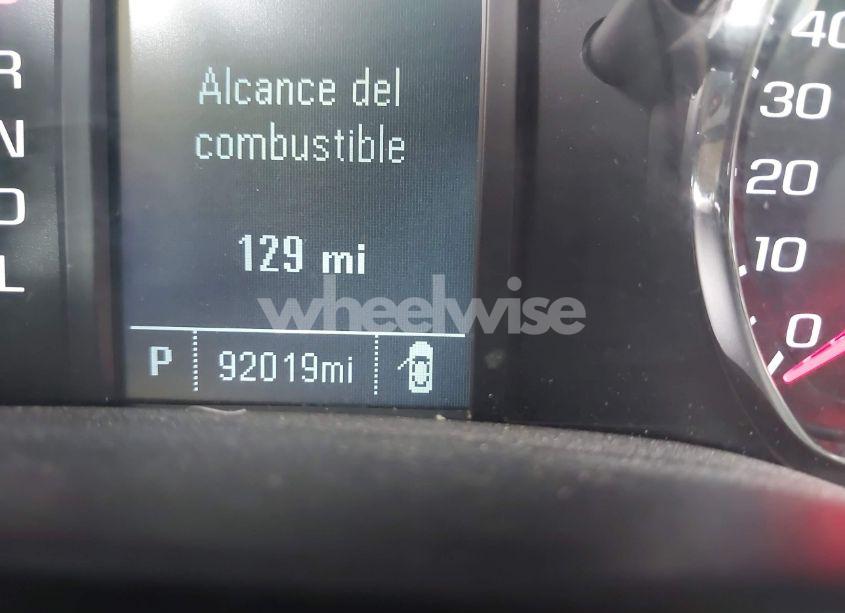 R
N
D
L
Alcance del
combustible
129 mi
wheelwise
P 92019mi
40
30
20
10
0